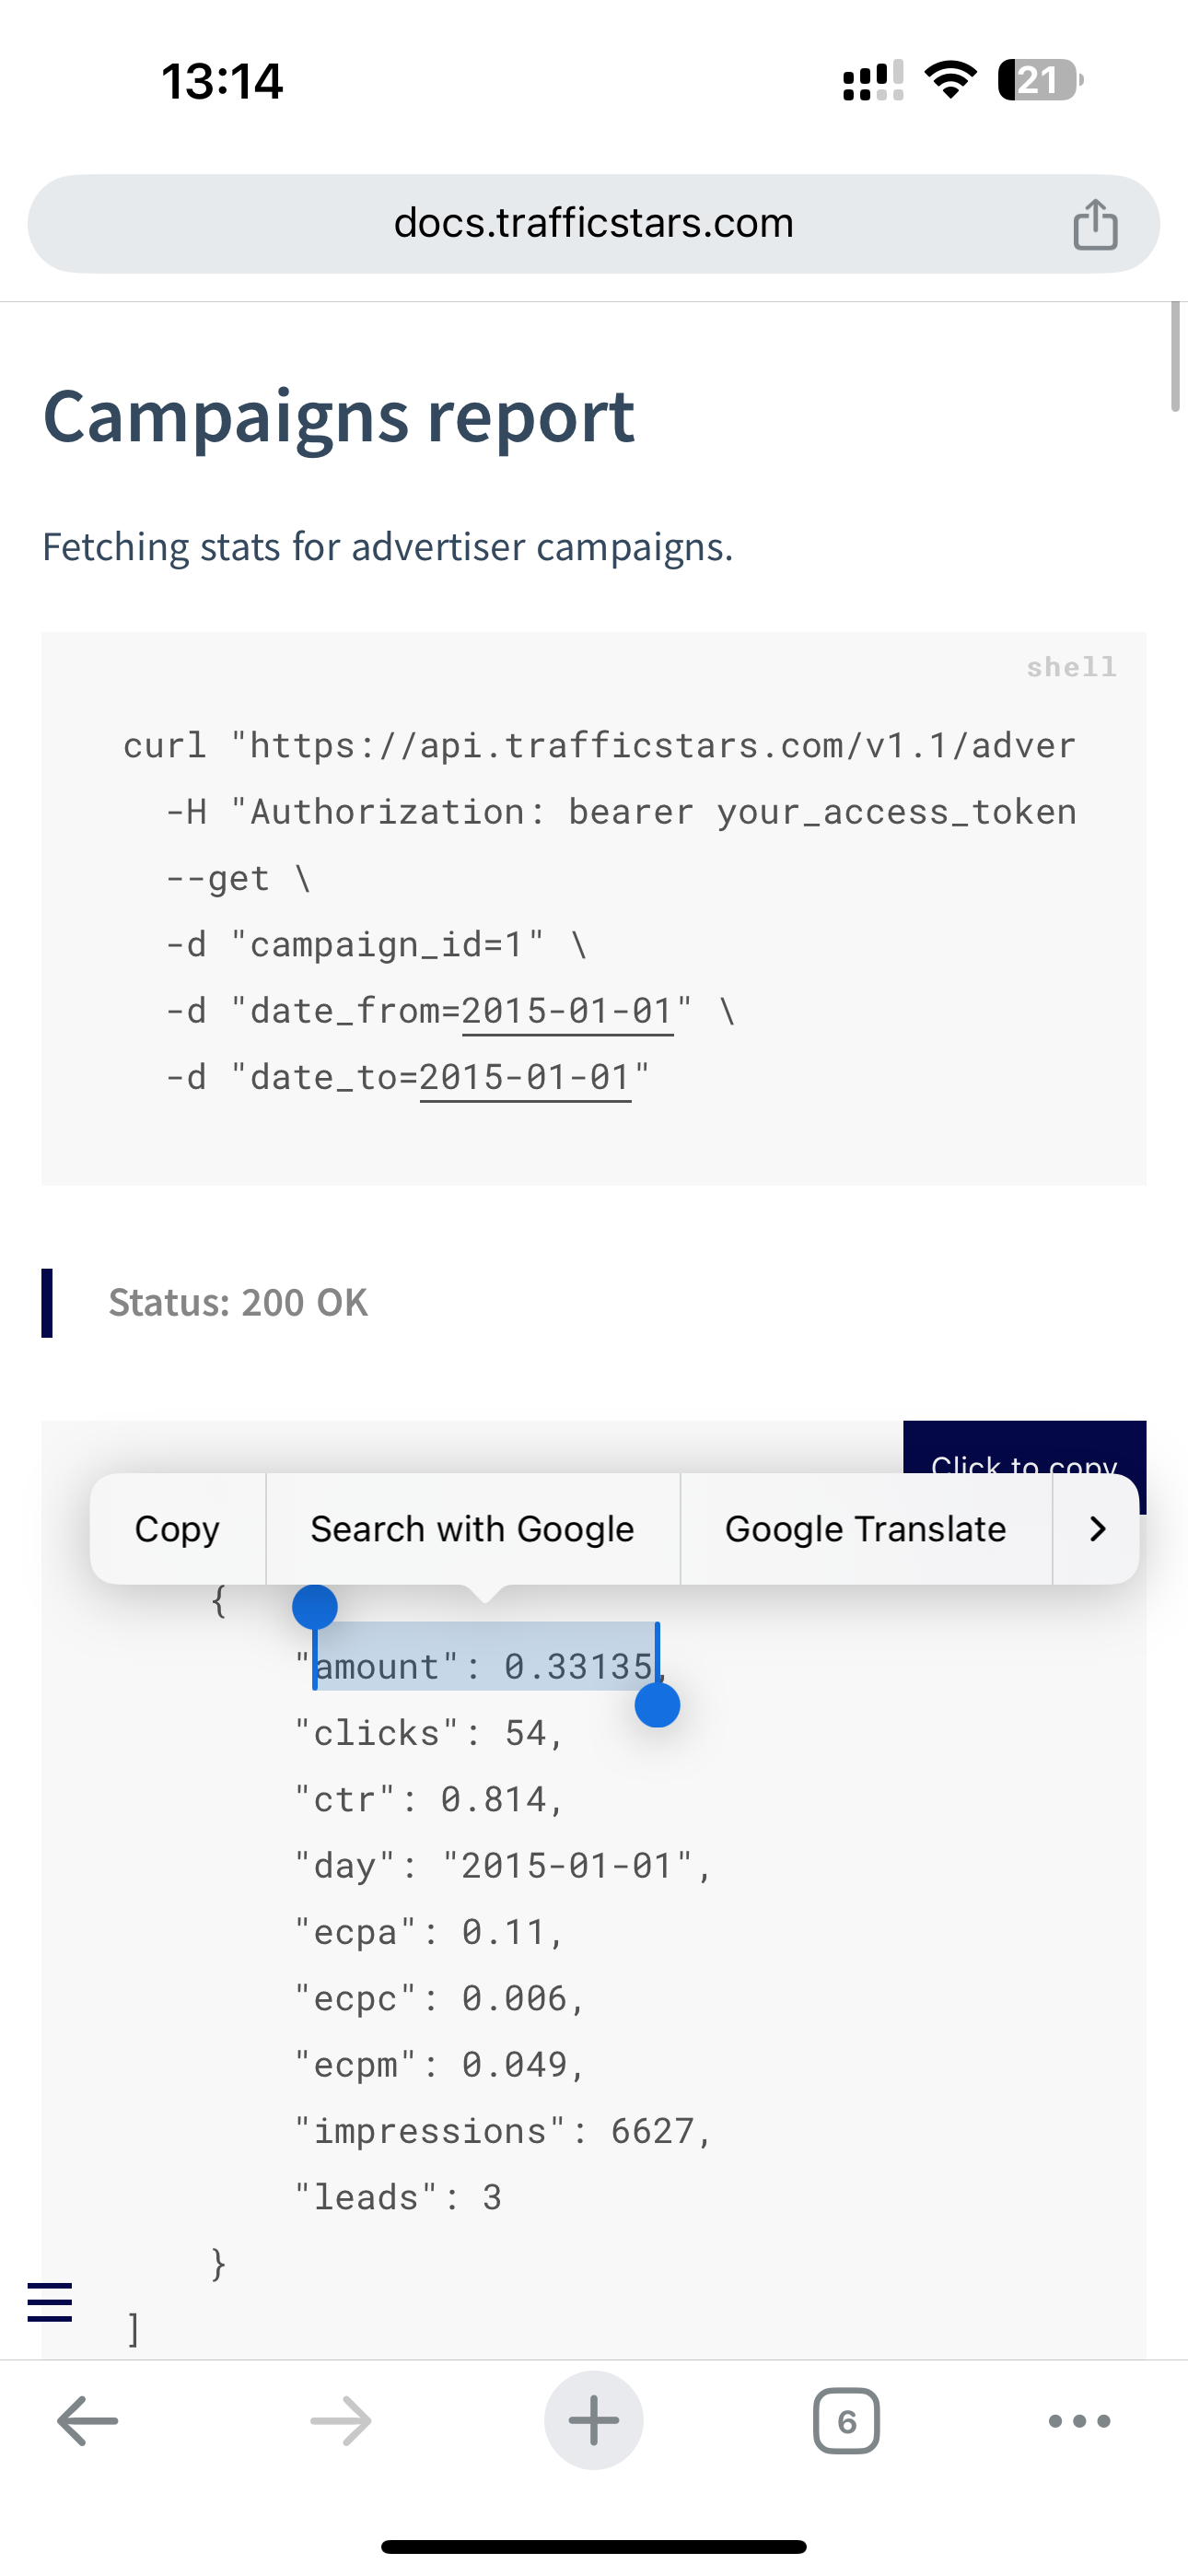 13:14
21
docs.trafficstars.com
Campaigns report
Fetching stats for advertiser campaigns.
shell
curl "https://api.trafficstars.com/v1.1/adver
-H "Authorization: bearer your_access_token
--get \
-d "campaign_id=1" \
-d "date_from=2015-01-01" \
-d "date_to=2015-01-01"
Status: 200 OK
Click to copy
Copy
Search with Google
Google Translate
{
"amount": 0.33135,
"clicks": 54,
"ctr": 0.814,
"day": "2015-01-01",
"ecpa": 0.11,
"ecpc": 0.006,
"ecpm": 0.049,
"impressions": 6627,
"leads": 3
}
]
6